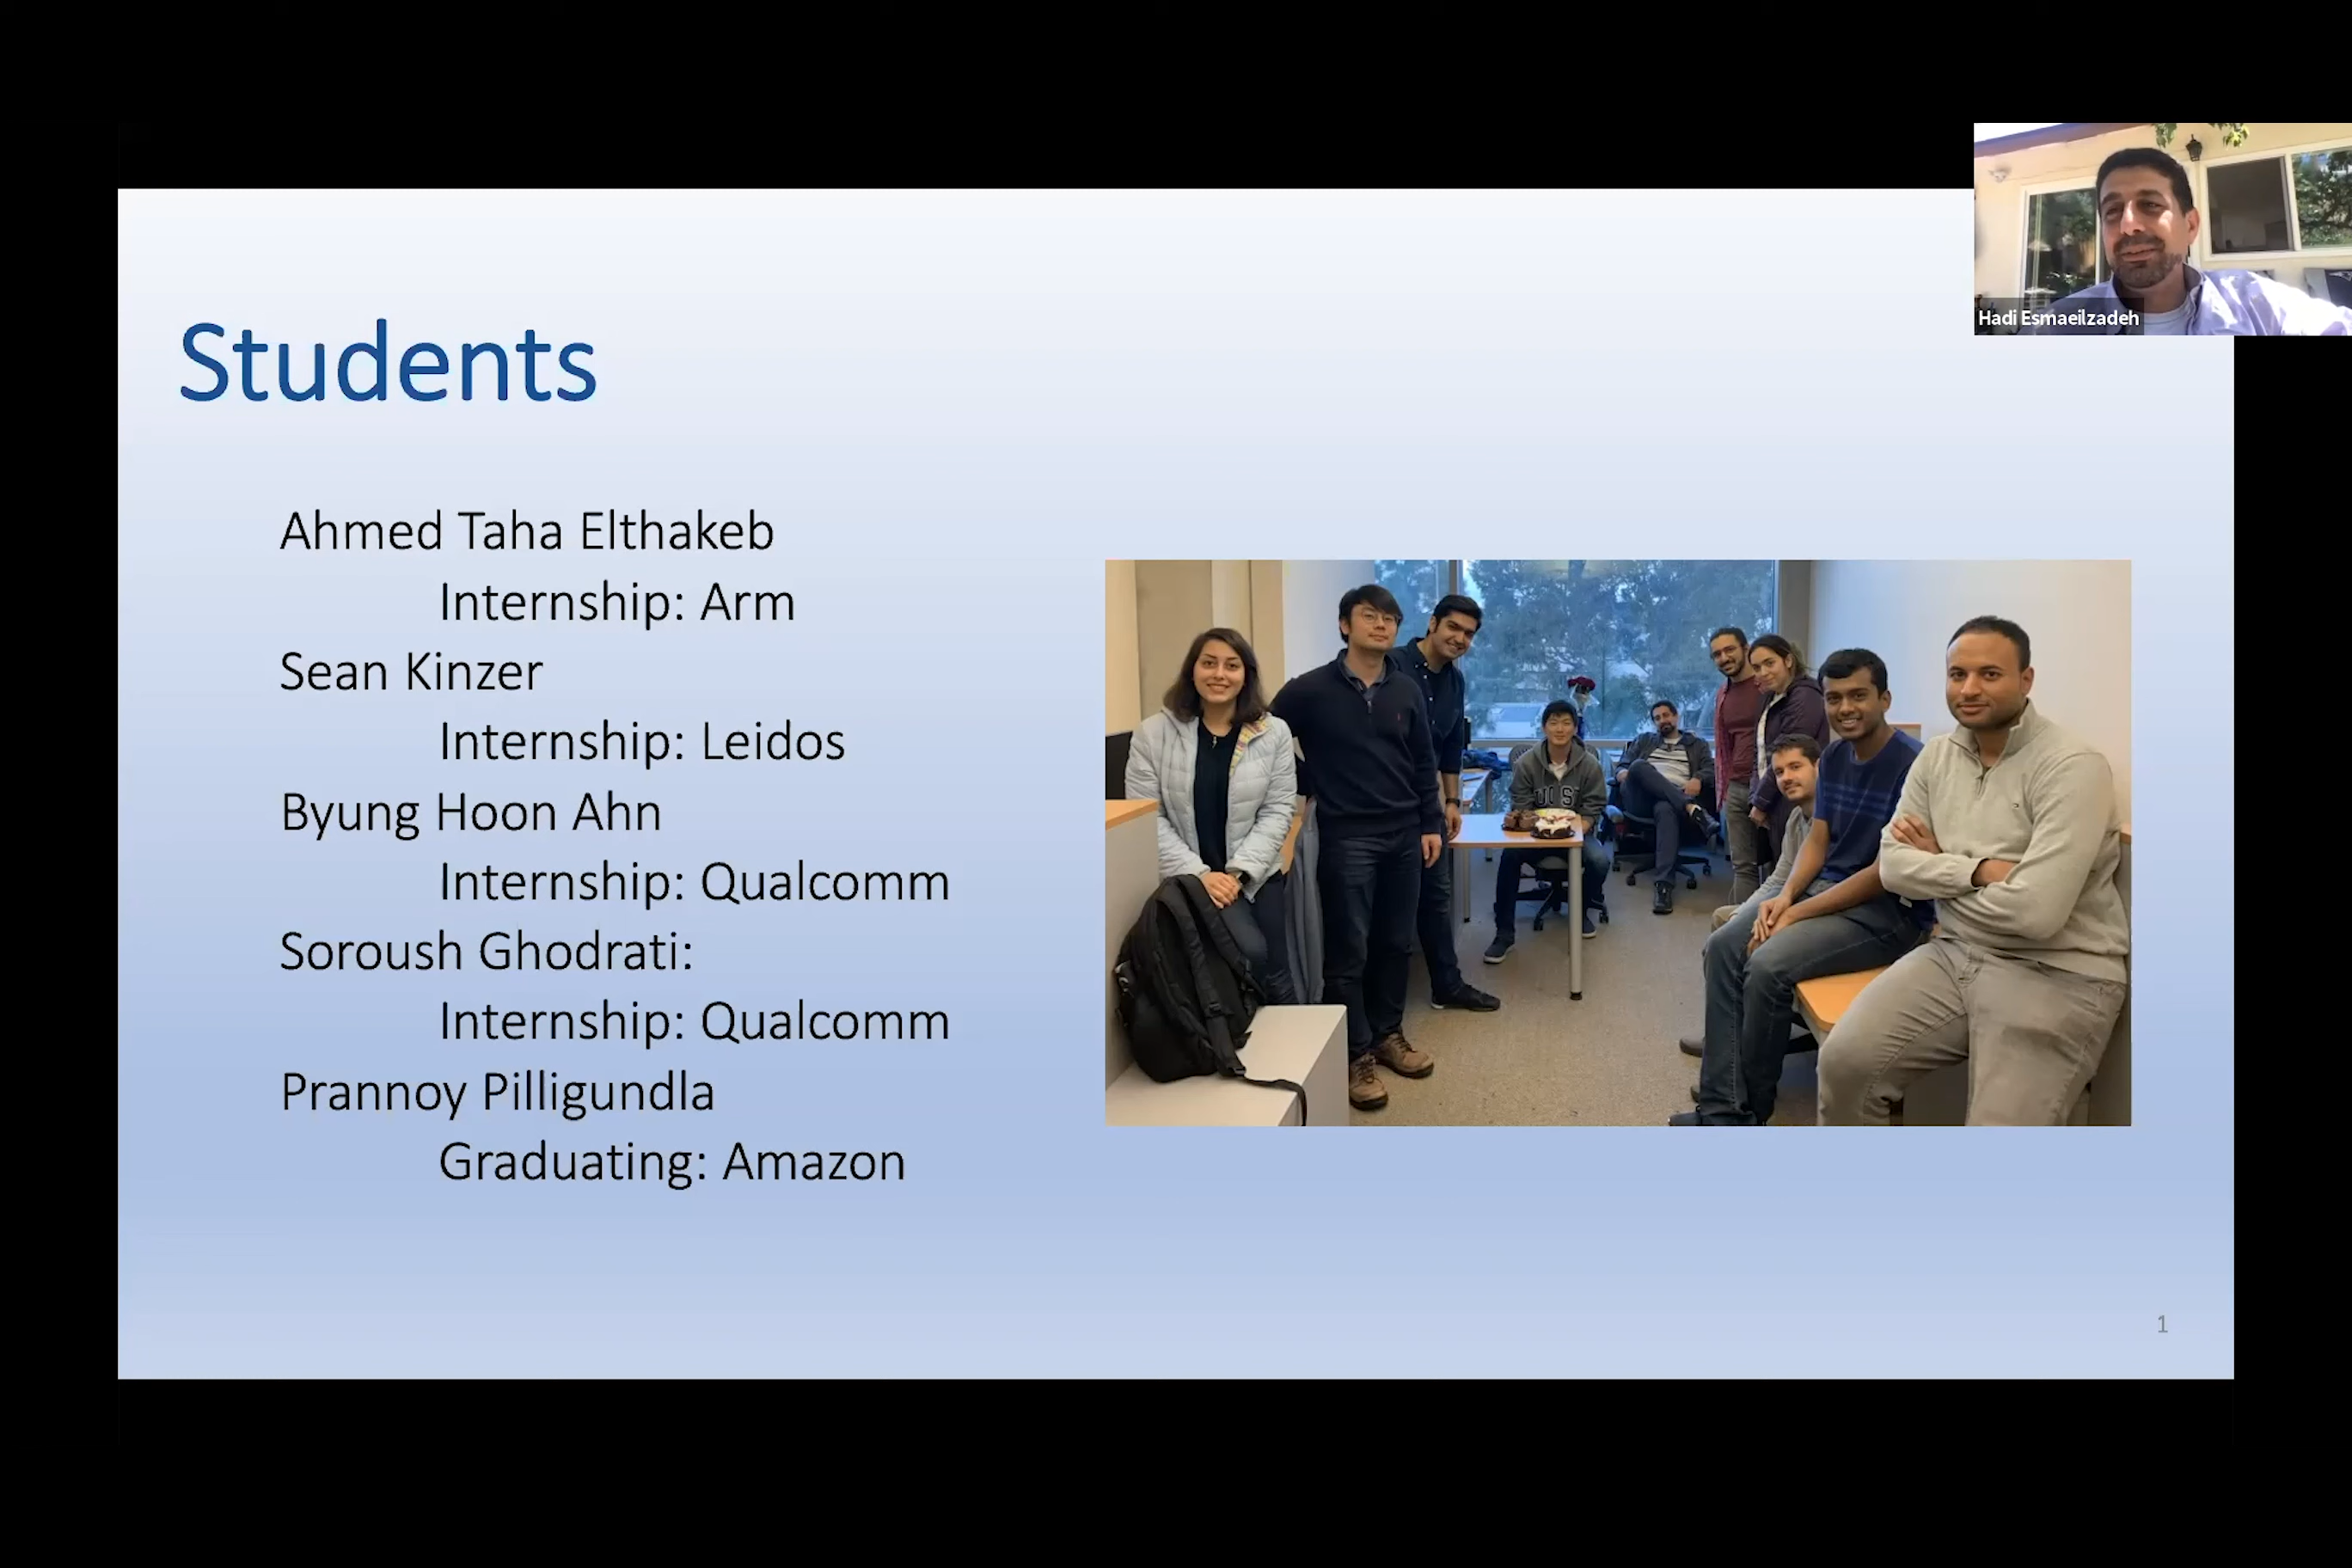 Hadi Esmaeilzadeh
Students
Ahmed Taha Elthakeb
Internship: Arm
Sean Kinzer
Internship: Leidos
Byung Hoon Ahn
Internship: Qualcomm
Soroush Ghodrati:
Internship: Qualcomm
Prannoy Pilligundla
Graduating: Amazon
1